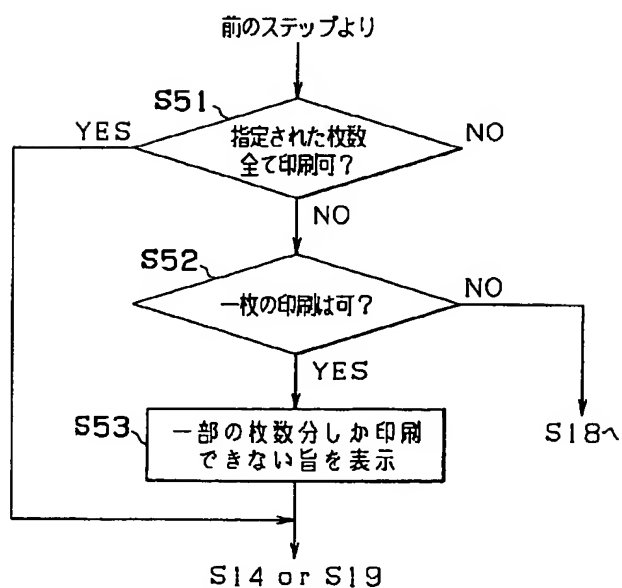 前のステップより
S51
YES
指定された枚数
全て印刷可?
NO
NO
S52
一枚の印刷は可?
NO
YES
S53
一部の枚数分しか印刷
できない旨を表示
S18へ
S14 or S19